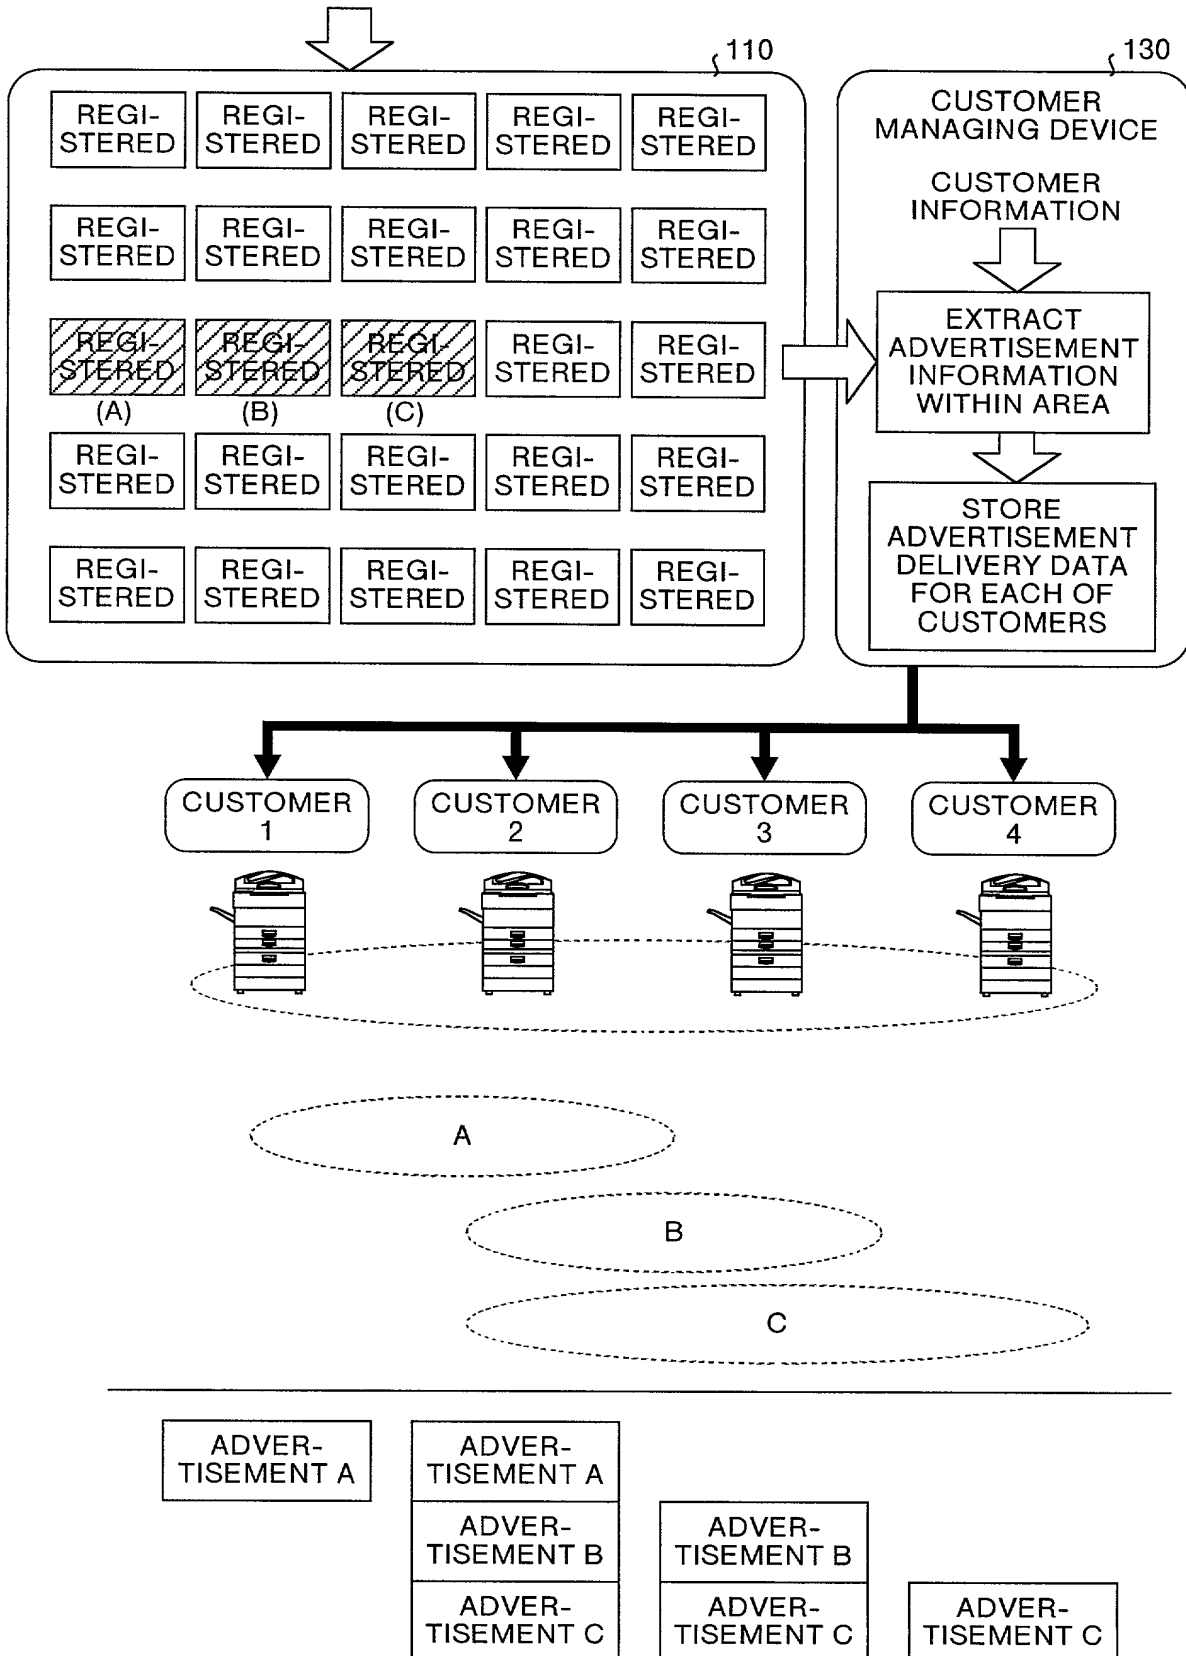 110
130
REGI-
STERED
REGI-
STERED
REGI-
STERED
REGI-
STERED
REGI-
STERED
REGI-
STERED
REGI-
STERED
REGI-
STERED
REGI-
STERED
REGI-
STERED
REGI-
STERED
(A)
REGI-
STERED
(B)
REGI-
STERED
(C)
REGI-
STERED
REGI-
STERED
REGI-
STERED
REGI-
STERED
REGI-
STERED
REGI-
STERED
REGI-
STERED
REGI-
STERED
REGI-
STERED
REGI-
STERED
REGI-
STERED
REGI-
STERED
CUSTOMER
MANAGING DEVICE
CUSTOMER
INFORMATION
EXTRACT
ADVERTISEMENT
INFORMATION
WITHIN AREA
STORE
ADVERTISEMENT
DELIVERY DATA
FOR EACH OF
CUSTOMERS
CUSTOMER
1
CUSTOMER
2
CUSTOMER
3
CUSTOMER
4
A
B
C
ADVER-
TISEMENT A
ADVER-
TISEMENT A
ADVER-
TISEMENT B
ADVER-
TISEMENT C
ADVER-
TISEMENT B
ADVER-
TISEMENT C
ADVER-
TISEMENT C